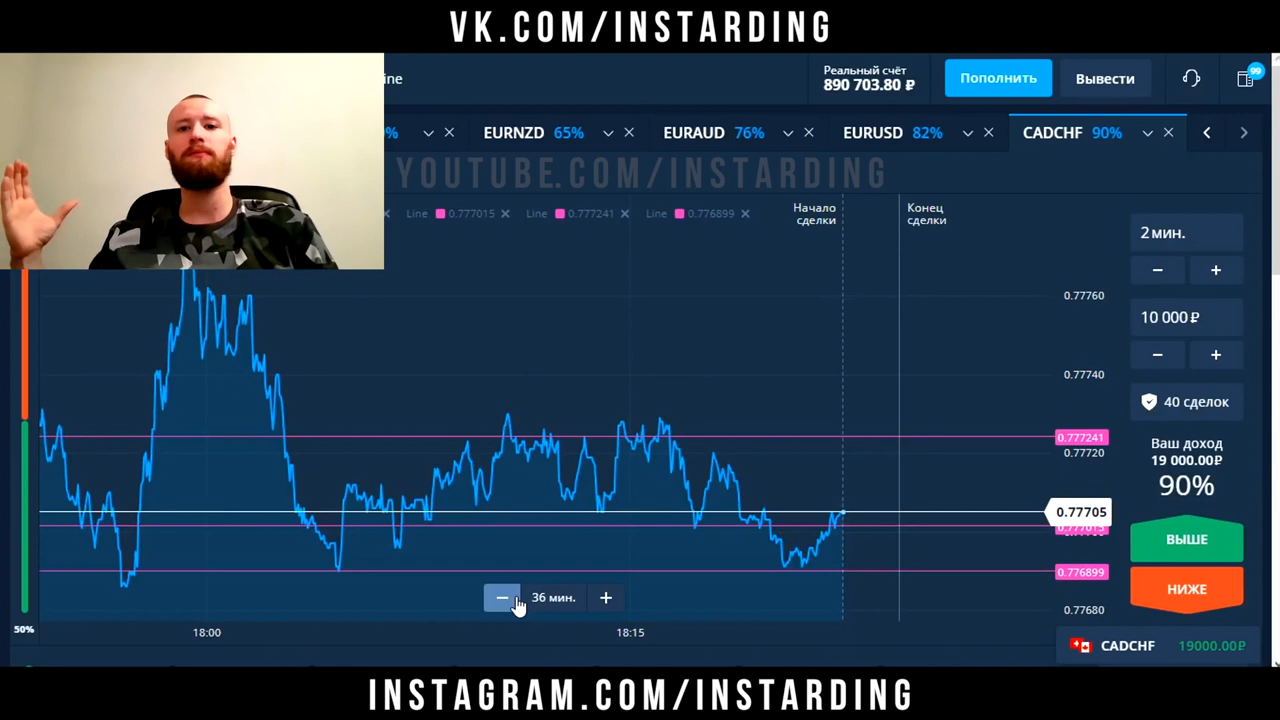 VK.COM/INSTARDING
ine
Реальный счёт
890 703.80 ₽
Пополнить
Вывести
99
% EURNZD 65% EURAUD 76% EURUSD 82% CADCHF 90%
YOUTUBE.COM/INSTARDING
Line 0.777015 Line 0.777241 Line 0.776899
Начало
сделки
Конец
сделки
2 мин.
− +
10 000 ₽
− +
40 сделок
Ваш доход
19 000.00₽
90%
ВЫШЕ
НИЖЕ
0.77760
0.77740
0.777241
0.77720
0.77705
0.776899
0.77680
− 36 мин. +
50%
18:00 18:15
CADCHF 19000.00₽
INSTAGRAM.COM/INSTARDING